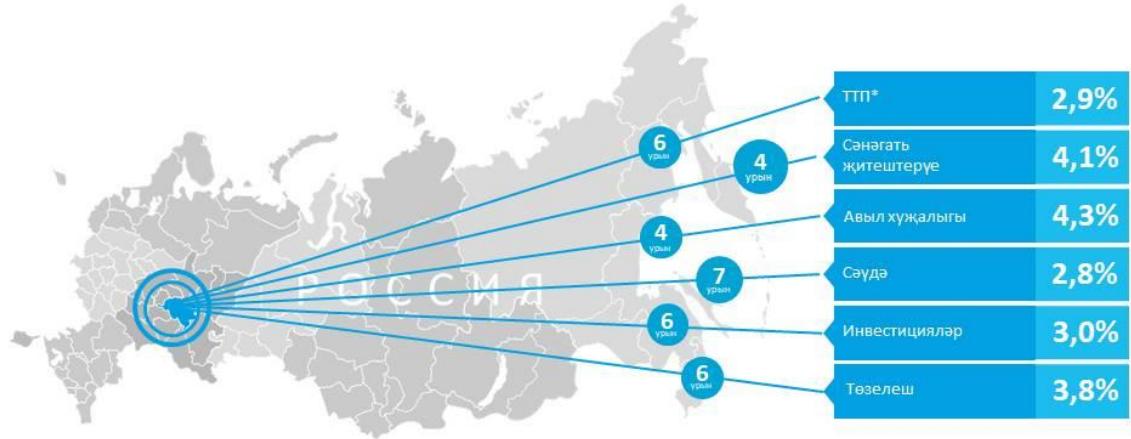 ТТП*
2,9%
6
урын
Сәнәгать
җитештерүе
4,1%
4
урын
Авыл хуҗалыгы
4,3%
4
урын
Сәүдә
2,8%
7
урын
РОССИЯ
Инвестицияләр
3,0%
6
урын
Төзелеш
3,8%
6
урын